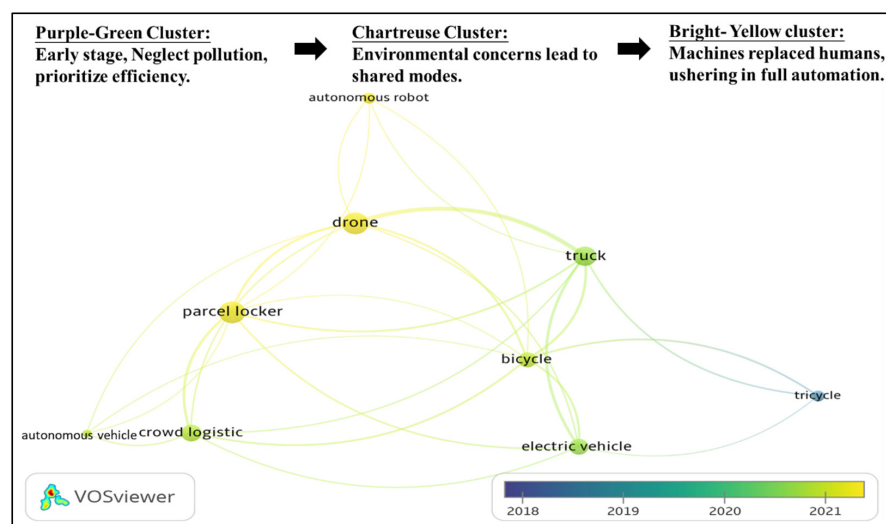 Purple-Green Cluster:
Early stage, Neglect pollution,
prioritize efficiency.
Chartreuse Cluster:
Environmental concerns lead to
shared modes.
Bright- Yellow cluster:
Machines replaced humans,
ushering in full automation.
autonomous robot
drone
truck
parcel locker
bicycle
tricycle
autonomous vehicle
crowd logistic
electric vehicle
VOSviewer
2018
2019
2020
2021